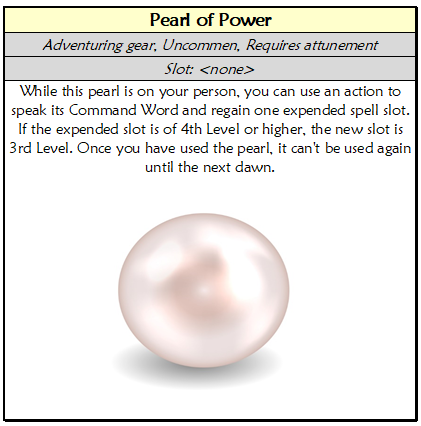 Pearl of Power
Adventuring gear, Uncommen, Requires attunement
Slot: <none>
While this pearl is on your person, you can use an action to
speak its Command Word and regain one expended spell slot.
If the expended slot is of 4th Level or higher, the new slot is
3rd Level. Once you have used the pearl, it can't be used again
until the next dawn.